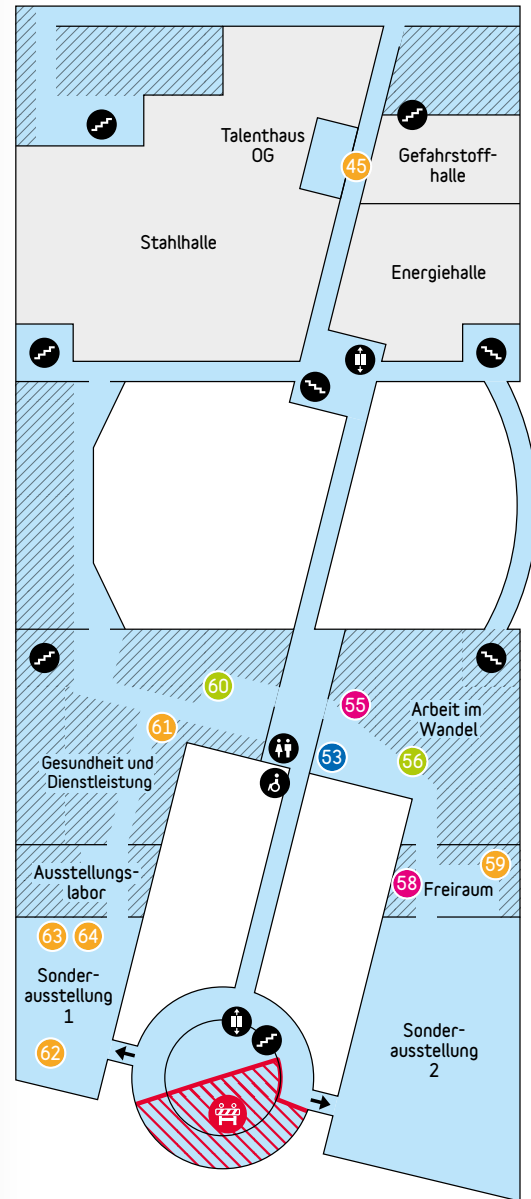 Talenthaus
OG
45
Gefahrstoff-
halle
Stahlhalle
Energiehalle
60
55
61
Arbeit im
Wandel
53
56
Gesundheit und
Dienstleistung
59
Ausstellungs-
labor
58
Freiraum
63
64
Sonder-
ausstellung
1
62
Sonder-
ausstellung
2